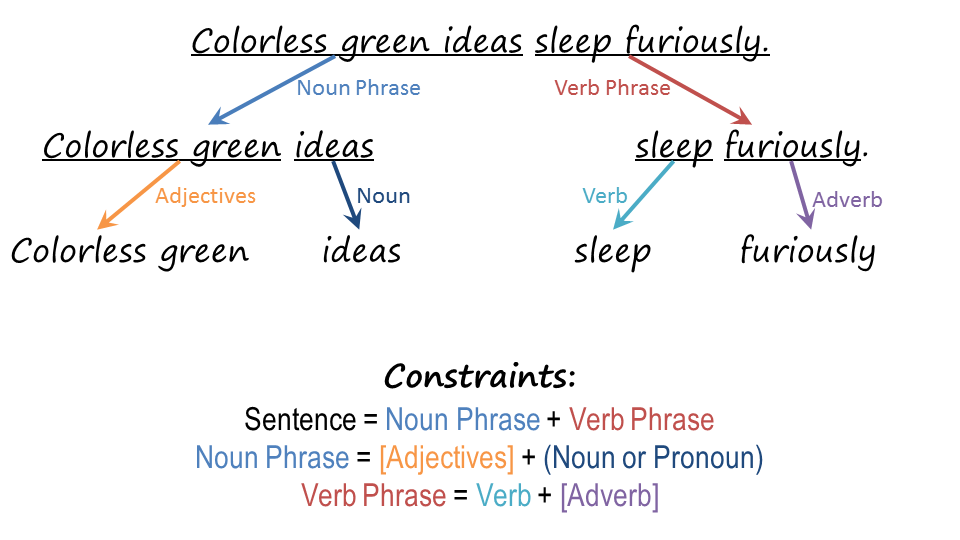 Colorless green ideas sleep furiously.
Noun Phrase
Verb Phrase
Colorless green ideas
sleep furiously.
Adjectives
Noun
Verb
Adverb
Colorless green
ideas
sleep
furiously
Constraints:
Sentence = Noun Phrase + Verb Phrase
Noun Phrase = [Adjectives] + (Noun or Pronoun)
Verb Phrase = Verb + [Adverb]